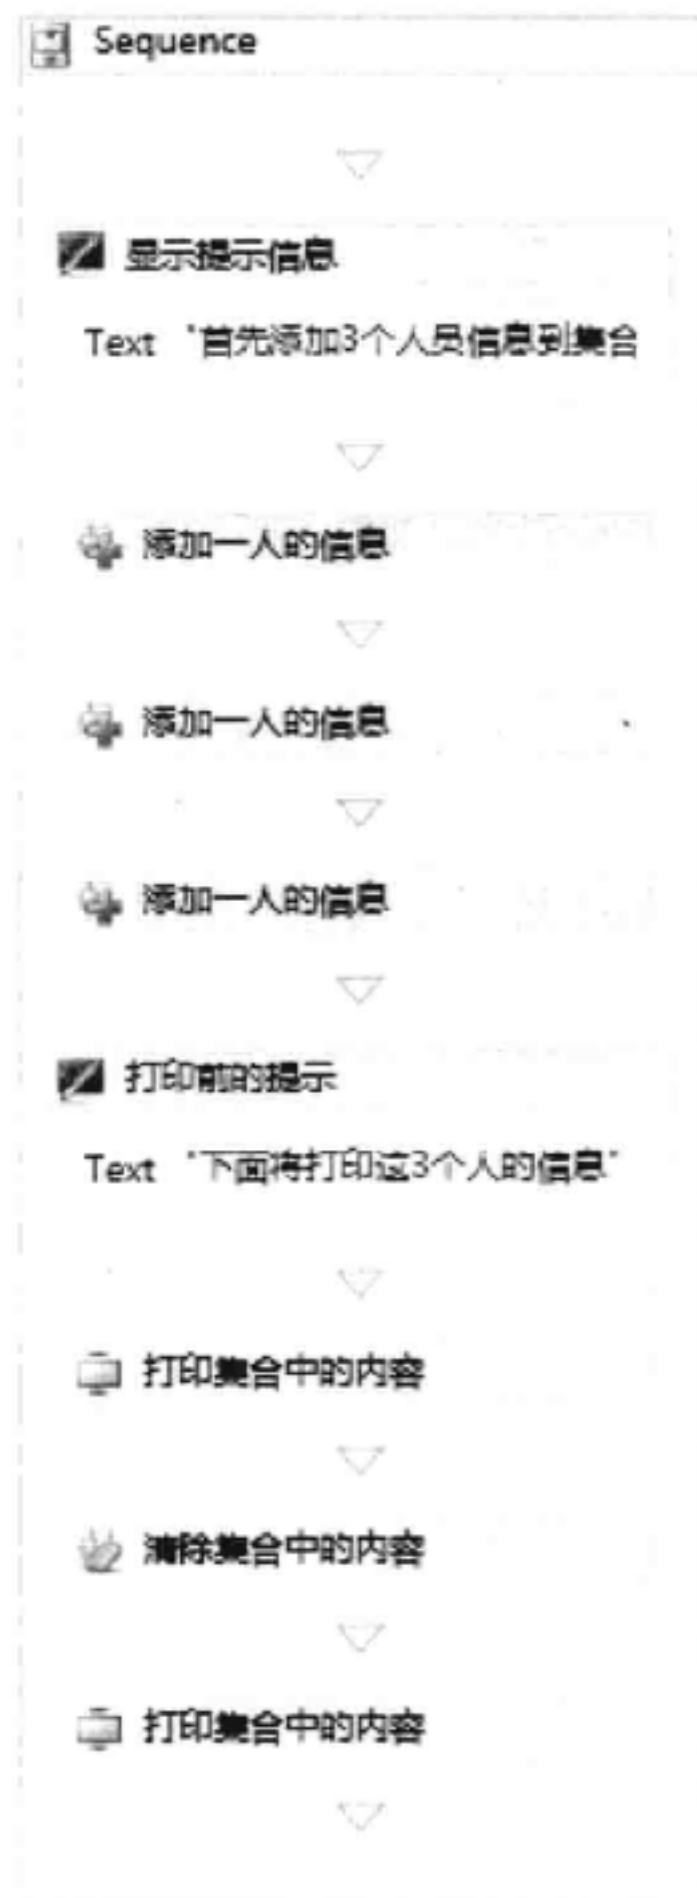 Sequence
显示提示信息
Text "首先添加3个人员信息到集合
添加一人的信息
添加一人的信息
添加一人的信息
打印前的提示
Text "下面将打印这3个人的信息"
打印集合中的内容
清除集合中的内容
打印集合中的内容